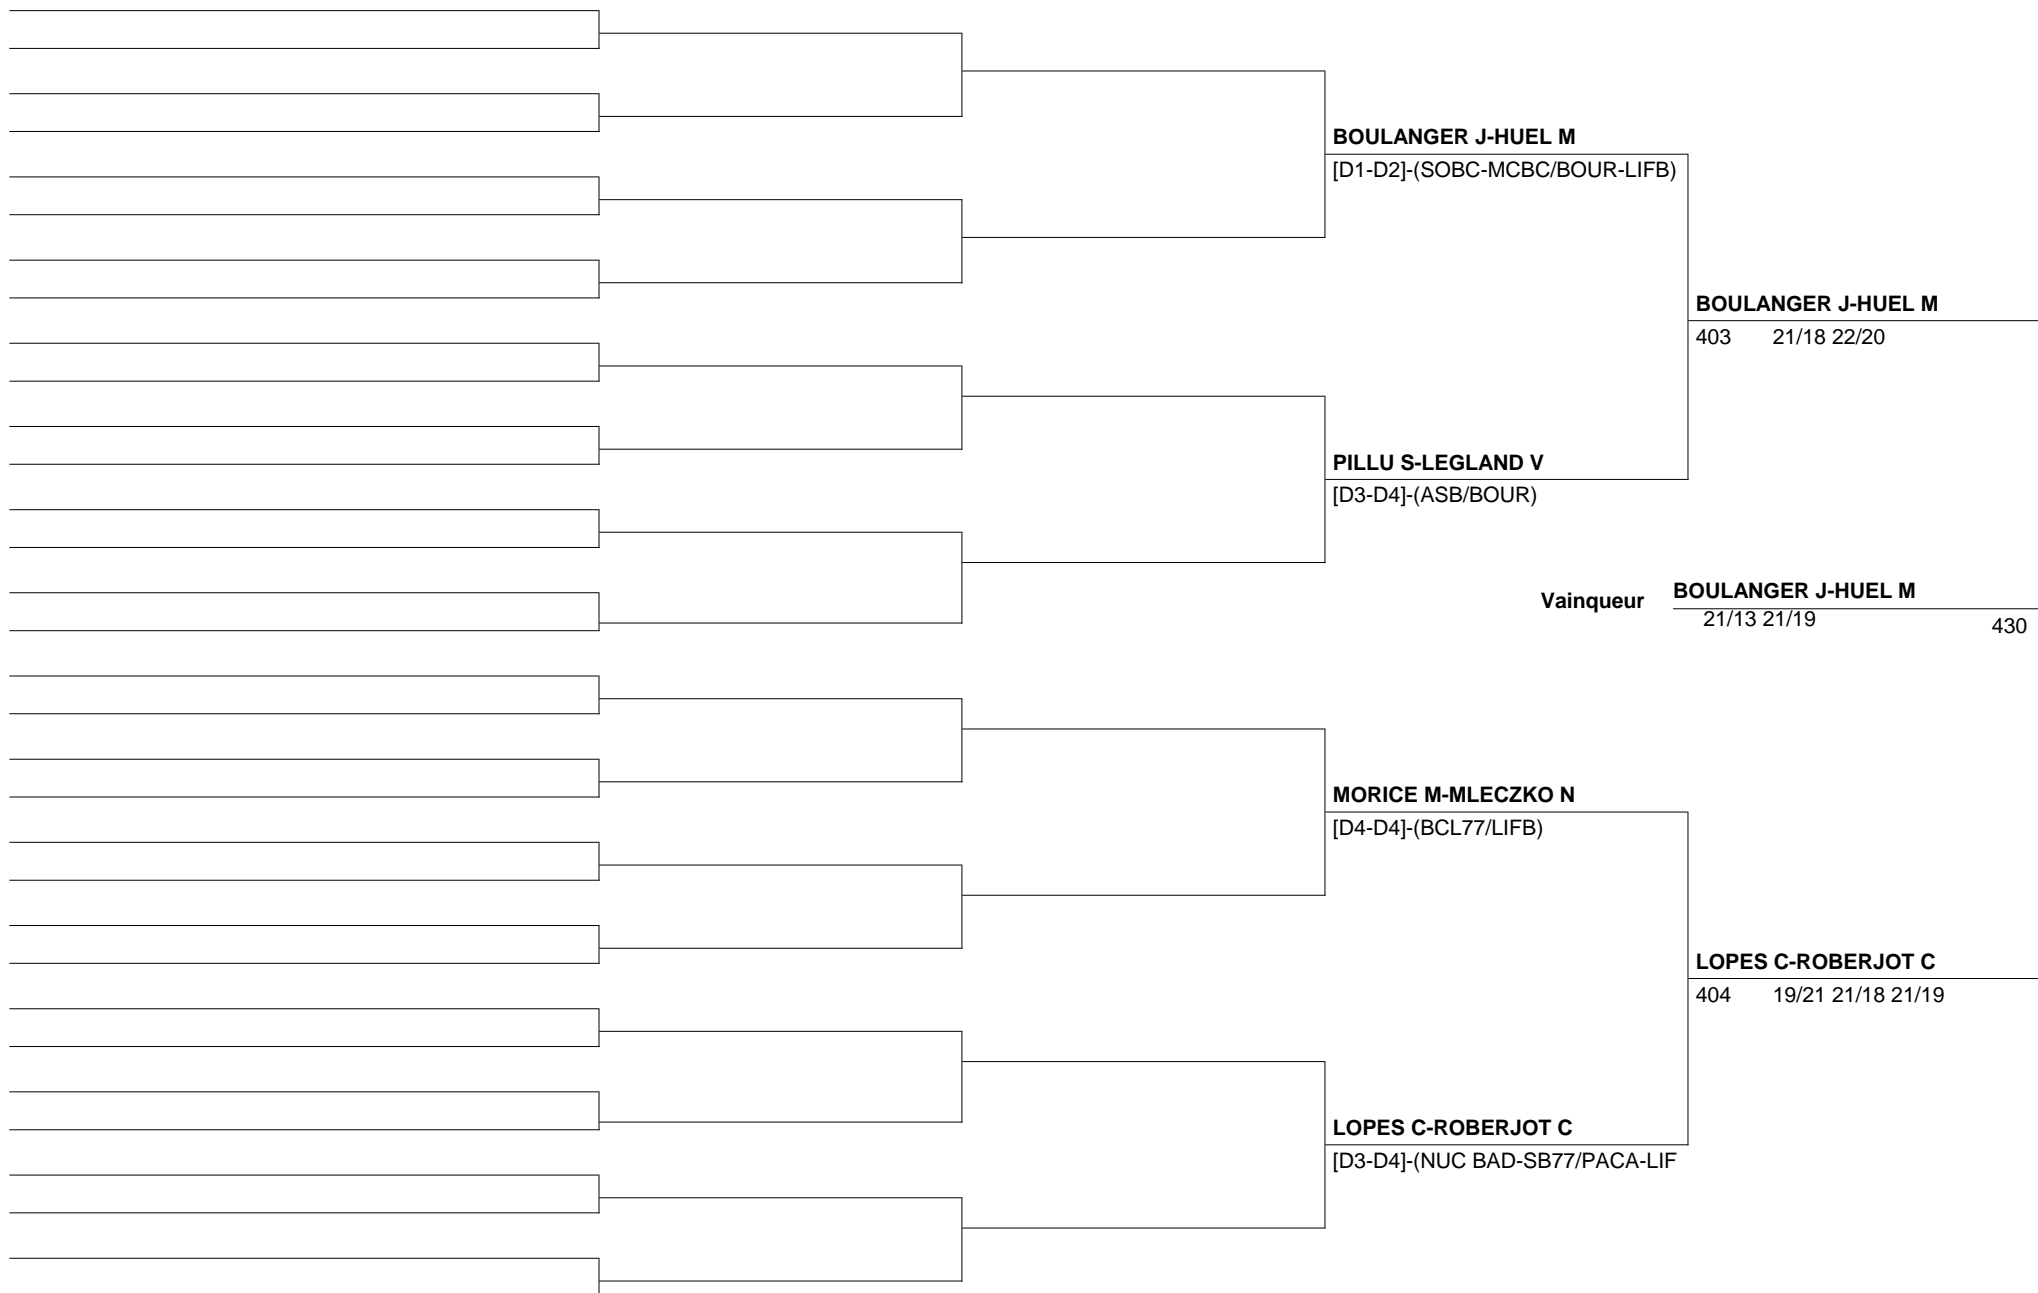 BOULANGER J-HUEL M
[D1-D2]-(SOBC-MCBC/BOUR-LIFB)
BOULANGER J-HUEL M
403 21/18 22/20
PILLU S-LEGLAND V
[D3-D4]-(ASB/BOUR)
Vainqueur BOULANGER J-HUEL M
21/13 21/19 430
MORICE M-MLECZKO N
[D4-D4]-(BCL77/LIFB)
LOPES C-ROBERJOT C
404 19/21 21/18 21/19
LOPES C-ROBERJOT C
[D3-D4]-(NUC BAD-SB77/PACA-LIF